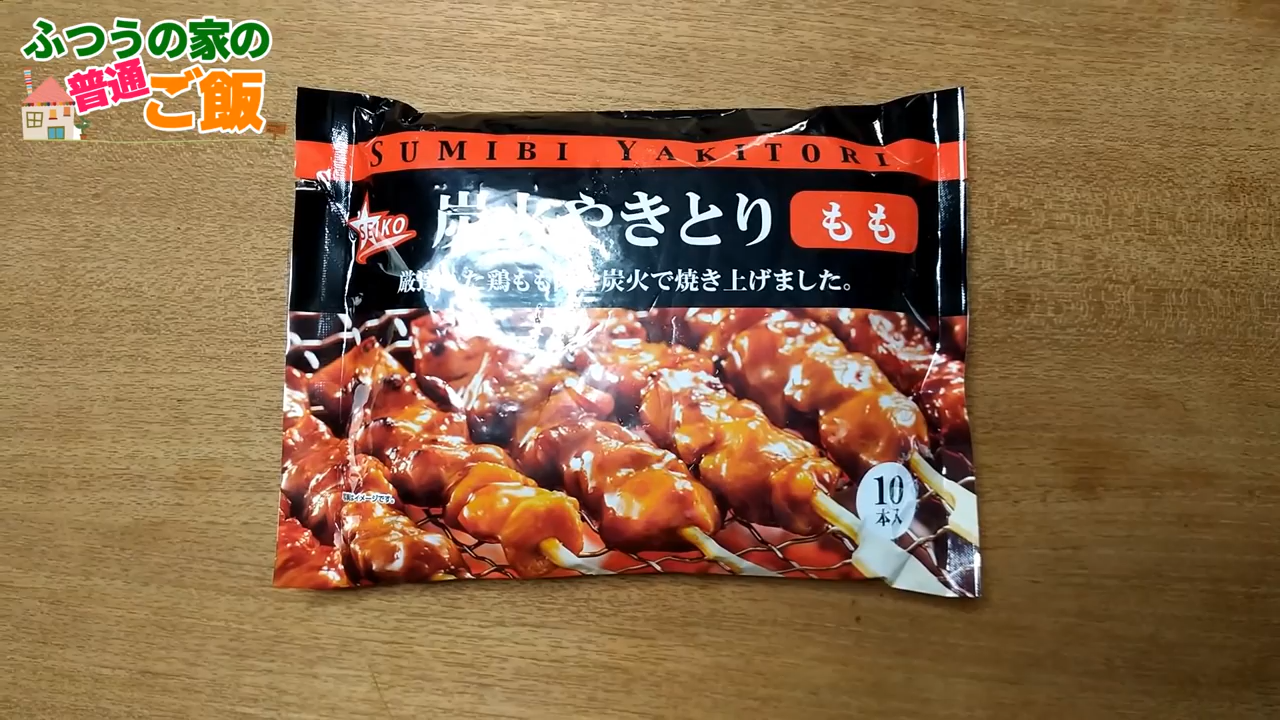 ふつうの家の
普通ご飯
SUMIBI YAKITORI
SEIKO
炭火やきとり
もも
厳選した鶏もも肉を炭火で焼き上げました。
10
本入